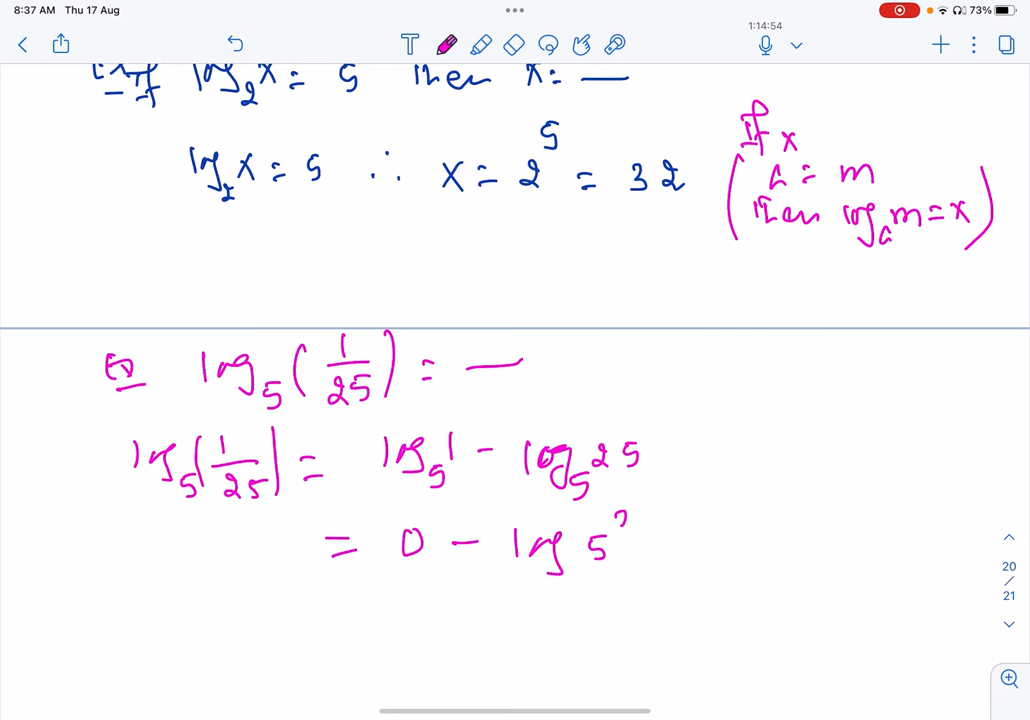 8:37 AM Thu 17 Aug
73%
1:14:54
T
Ex If log₂x = 5 then x = —
log₂x = 5 ∴ x = 2⁵ = 32
(If aˣ = m
then logₐm = x)
Ex log₅(1/25) = —
log₅(1/25) = log₅1 - log₅25
= 0 - log 5²
20
/
21